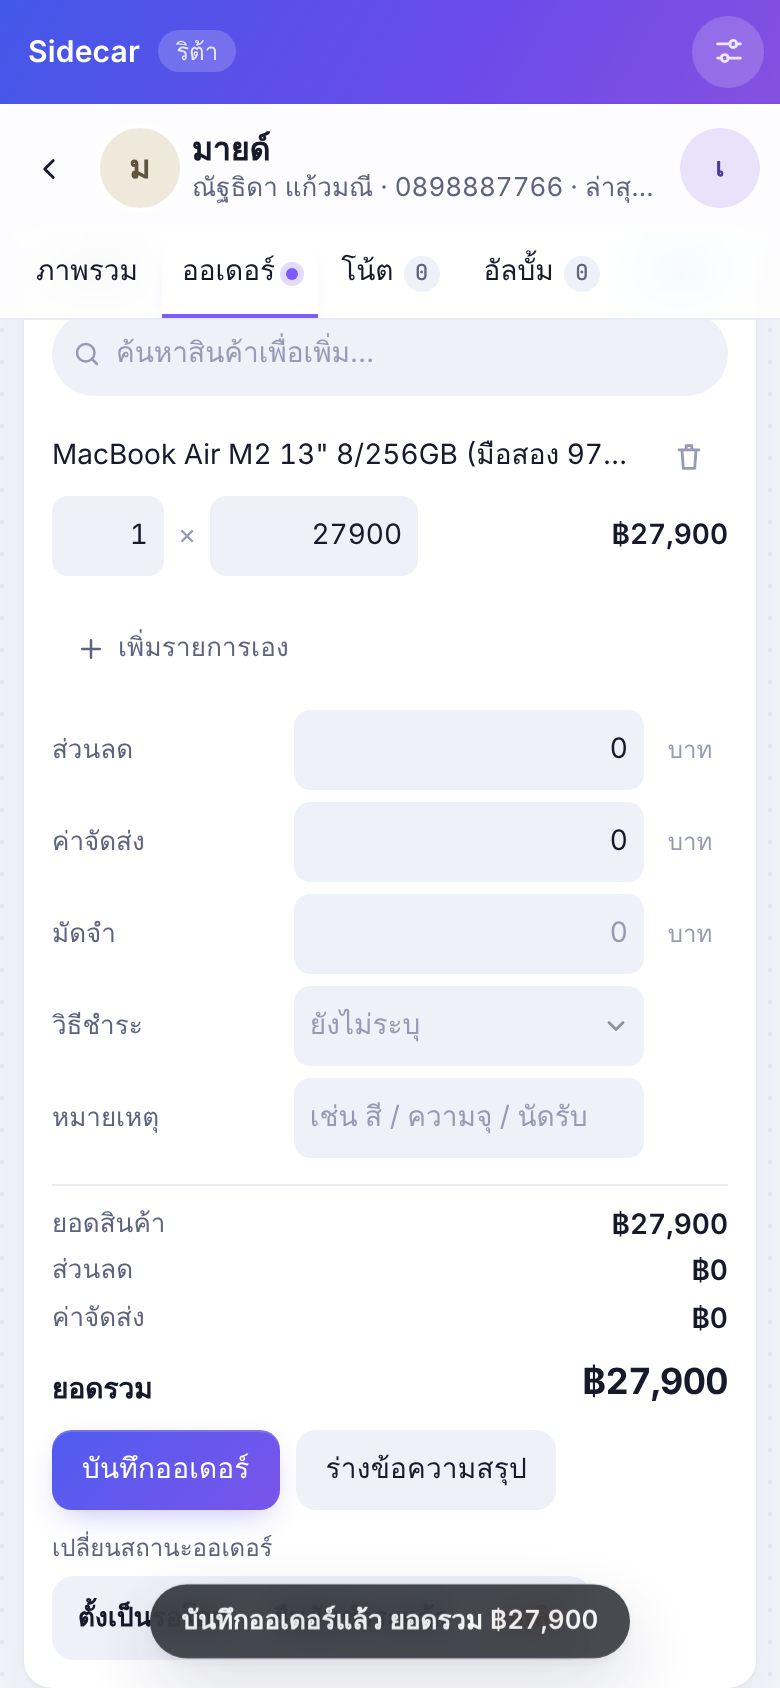 Sidecar ริต้า
ม
มายด์
ณัฐธิดา แก้วมณี · 0898887766 · ล่าสุ...
เ
ภาพรวม ออเดอร์ โน้ต 0 อัลบั้ม 0
ค้นหาสินค้าเพื่อเพิ่ม...
MacBook Air M2 13" 8/256GB (มือสอง 97...
1 × 27900 ฿27,900
+ เพิ่มรายการเอง
ส่วนลด 0 บาท
ค่าจัดส่ง 0 บาท
มัดจำ 0 บาท
วิธีชำระ ยังไม่ระบุ
หมายเหตุ เช่น สี / ความจุ / นัดรับ
ยอดสินค้า ฿27,900
ส่วนลด ฿0
ค่าจัดส่ง ฿0
ยอดรวม ฿27,900
บันทึกออเดอร์ ร่างข้อความสรุป
เปลี่ยนสถานะออเดอร์
ตั้งเป็น
บันทึกออเดอร์แล้ว ยอดรวม ฿27,900